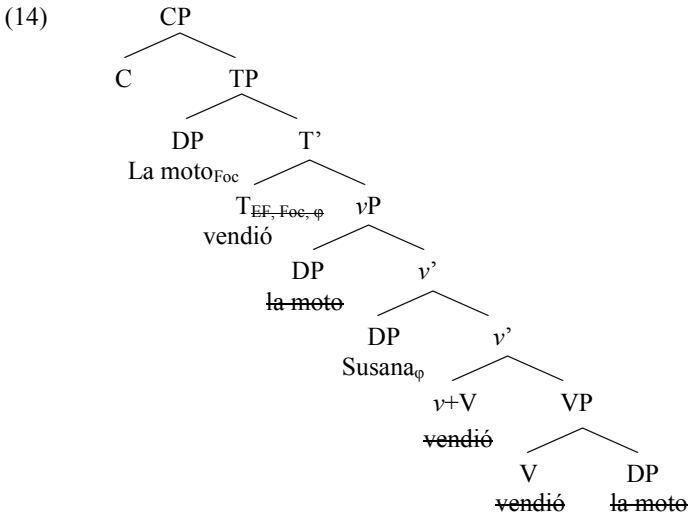 (14) CP
C TP
DP T’
La moto_Foc
T_EF, Foc, φ vP
vendió
DP v’
la moto
DP v’
Susana_φ
v+V VP
vendió
V DP
vendió la moto